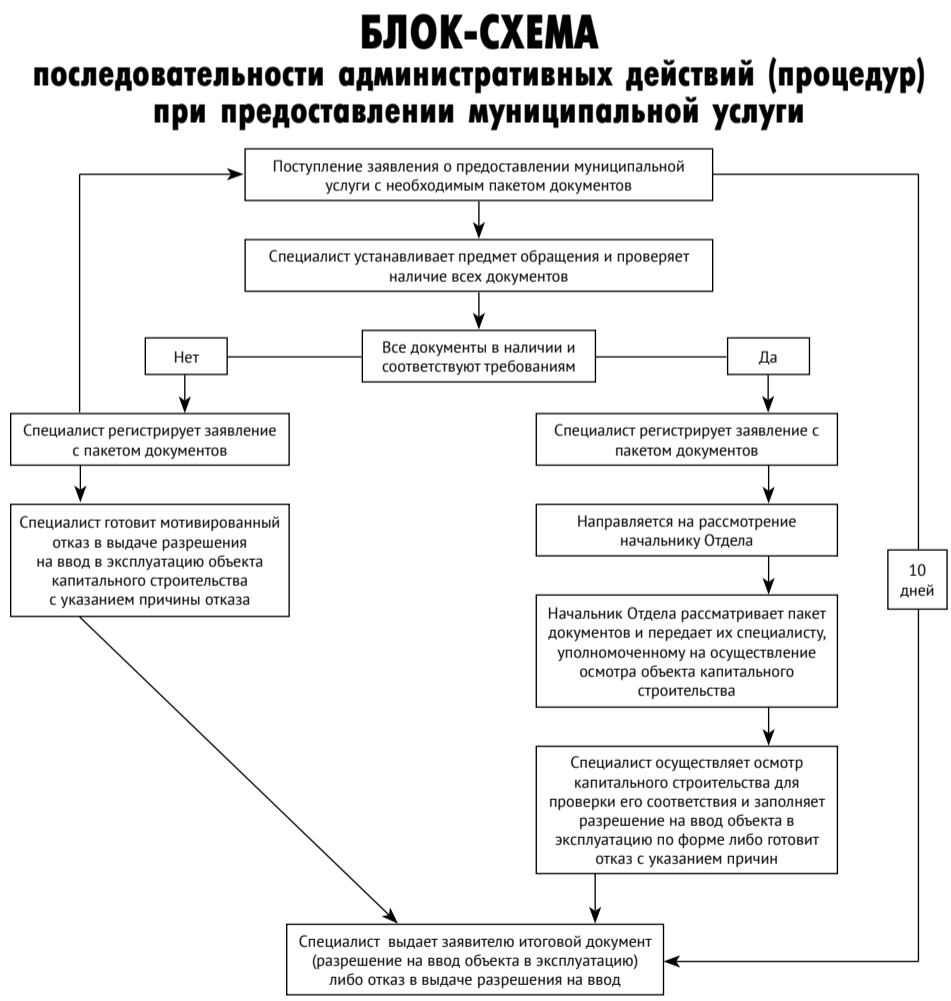 БЛОК-СХЕМА
последовательности административных действий (процедур)
при предоставлении муниципальной услуги
Поступление заявления о предоставлении муниципальной
услуги с необходимым пакетом документов
Специалист устанавливает предмет обращения и проверяет
наличие всех документов
Все документы в наличии и
соответствуют требованиям
Нет
Да
Специалист регистрирует заявление
с пакетом документов
Специалист регистрирует заявление с
пакетом документов
Специалист готовит мотивированный
отказ в выдаче разрешения
на ввод в эксплуатацию объекта
капитального строительства
с указанием причины отказа
Направляется на рассмотрение
начальнику Отдела
10
дней
Начальник Отдела рассматривает пакет
документов и передает их специалисту,
уполномоченному на осуществление
осмотра объекта капитального
строительства
Специалист осуществляет осмотр
капитального строительства для
проверки его соответствия и заполняет
разрешение на ввод объекта в
эксплуатацию по форме либо готовит
отказ с указанием причин
Специалист выдает заявителю итоговой документ
(разрешение на ввод объекта в эксплуатацию)
либо отказ в выдаче разрешения на ввод